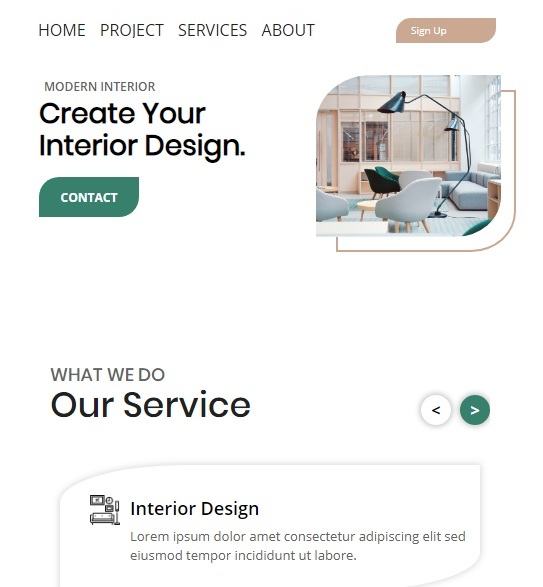 HOME PROJECT SERVICES ABOUT Sign Up
MODERN INTERIOR
Create Your
Interior Design.
CONTACT
WHAT WE DO
Our Service
< >
Interior Design
Lorem ipsum dolor amet consectetur adipiscing elit sed
eiusmod tempor incididunt ut labore.